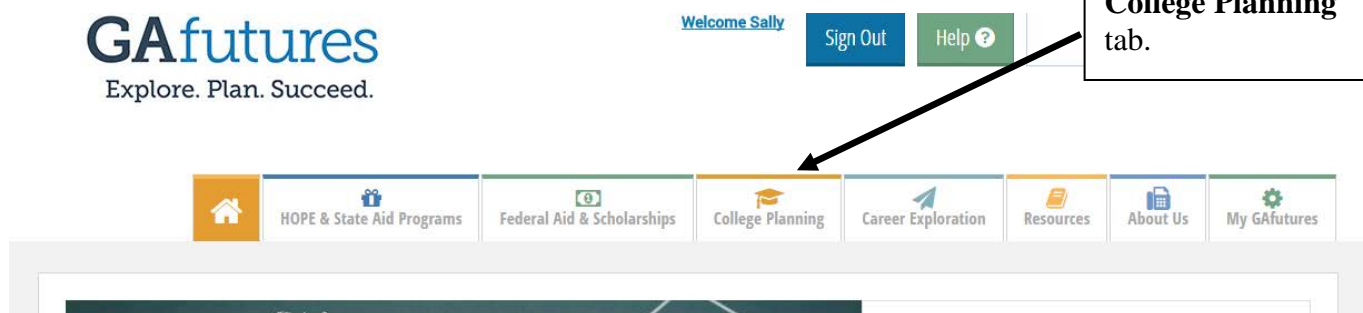 College Planning
tab.
Welcome Sally
Sign Out
Help ?
GAfutures
Explore. Plan. Succeed.
HOPE & State Aid Programs
Federal Aid & Scholarships
College Planning
Career Exploration
Resources
About Us
My GAfutures